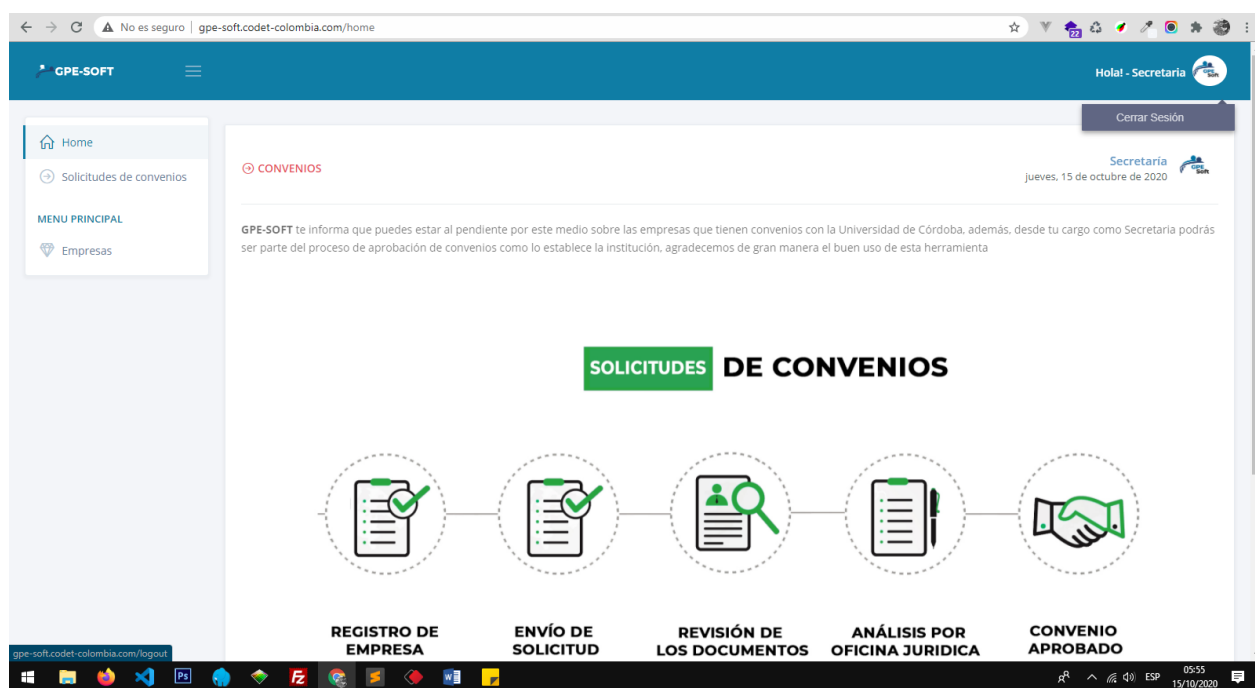 No es seguro | gpe-soft.codet-colombia.com/home
22
GPE-SOFT
Hola! - Secretaria
GPE Soft
Cerrar Sesión
Home
Solicitudes de convenios
MENU PRINCIPAL
Empresas
CONVENIOS
Secretaría
jueves, 15 de octubre de 2020
GPE Soft
GPE-SOFT te informa que puedes estar al pendiente por este medio sobre las empresas que tienen convenios con la Universidad de Córdoba, además, desde tu cargo como Secretaria podrás
ser parte del proceso de aprobación de convenios como lo establece la institución, agradecemos de gran manera el buen uso de esta herramienta
SOLICITUDES DE CONVENIOS
REGISTRO DE
EMPRESA
ENVÍO DE
SOLICITUD
REVISIÓN DE
LOS DOCUMENTOS
ANÁLISIS POR
OFICINA JURIDICA
CONVENIO
APROBADO
gpe-soft.codet-colombia.com/logout
Ps
ESP
05:55
15/10/2020